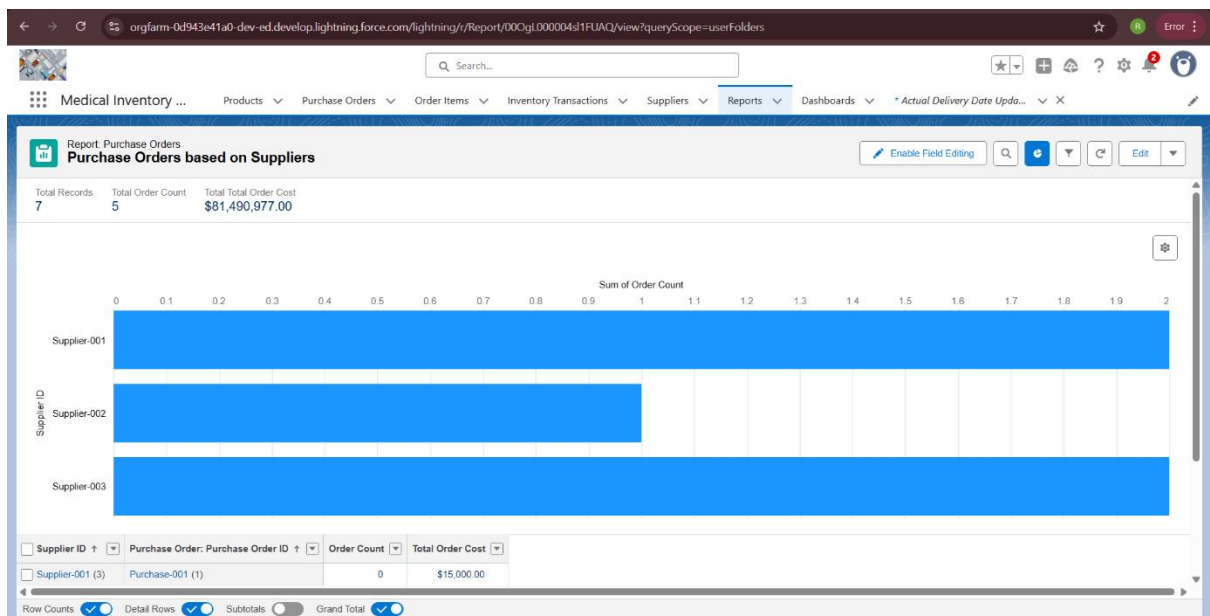 orgfarm-0d943e41a0-dev-ed.develop.lightning.force.com/lightning/r/Report/00OgL000004sl1FUAQ/view?queryScope=userFolders
R
Error
Search...
2
Medical Inventory ...
Products
Purchase Orders
Order Items
Inventory Transactions
Suppliers
Reports
Dashboards
* Actual Delivery Date Upda...
Report: Purchase Orders
Purchase Orders based on Suppliers
Enable Field Editing
Edit
Total Records
Total Order Count
Total Total Order Cost
7
5
$81,490,977.00
Sum of Order Count
0 0.1 0.2 0.3 0.4 0.5 0.6 0.7 0.8 0.9 1 1.1 1.2 1.3 1.4 1.5 1.6 1.7 1.8 1.9 2
Supplier ID
Supplier-001
Supplier-002
Supplier-003
Supplier ID ↑ Purchase Order: Purchase Order ID ↑ Order Count Total Order Cost
Supplier-001 (3) Purchase-001 (1) 0 $15,000.00
Row Counts Detail Rows Subtotals Grand Total